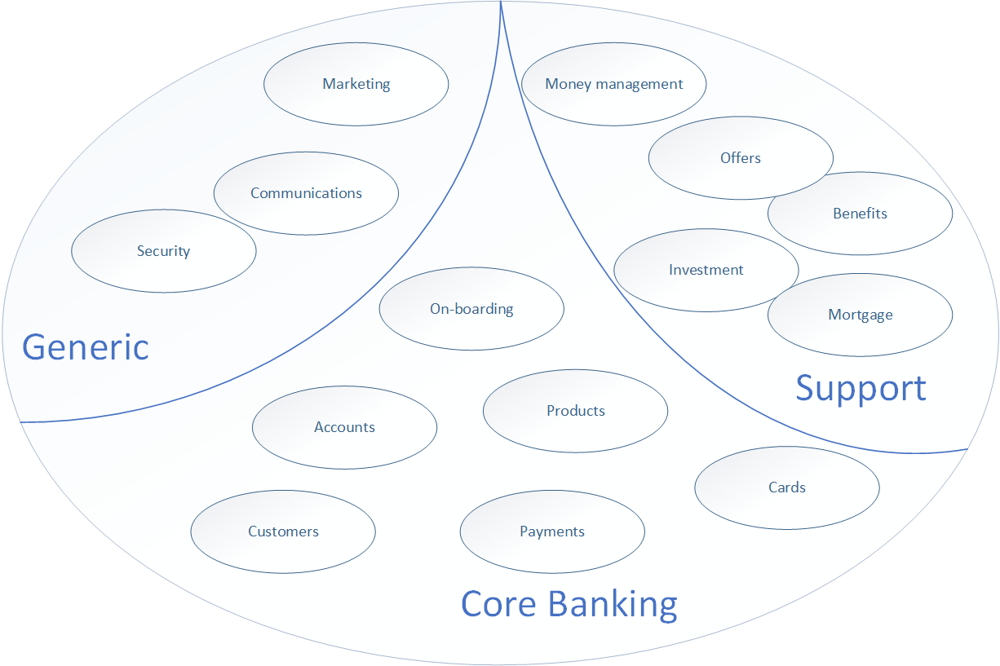 Marketing
Money management
Offers
Communications
Benefits
Security
Investment
On-boarding
Mortgage
Generic
Support
Products
Accounts
Cards
Customers
Payments
Core Banking